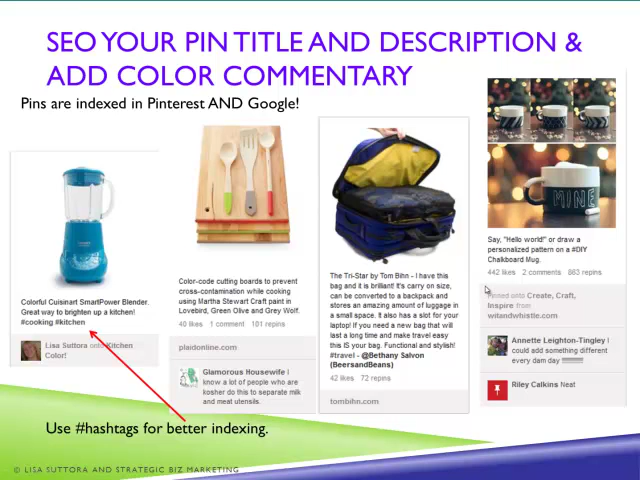 SEO YOUR PIN TITLE AND DESCRIPTION &
ADD COLOR COMMENTARY
Pins are indexed in Pinterest AND Google!
Colorful Cuisinart SmartPower Blender.
Great way to brighten up a kitchen!
#cooking #kitchen
Lisa Suttora onto Kitchen
Color!
Color-code cutting boards to prevent
cross-contamination while cooking
using Martha Stewart Craft paint in
Lovebird, Green Olive and Grey Wolf.
40 likes 1 comment 101 repins
plaidonline.com
Glamorous Housewife I
know a lot of people who are
kosher do this to separate milk
and meat utensils.
The Tri-Star by Tom Bihn - I have this
bag and it is brilliant! It's carry on size,
can be converted to a backpack and
stores an amazing amount of luggage in
a small space. It also has a slot for your
laptop! If you need a new bag that will
last a long time and make travel easy
this IS your bag. Functional and stylish!
#travel - @Bethany Salvon
(BeersandBeans)
42 likes 72 repins
tombihn.com
MINE
Say, "Hello world!" or draw a
personalized pattern on a #DIY
Chalkboard Mug.
442 likes 2 comments 883 repins
Pinned onto Create, Craft,
Inspire from
witandwhistle.com
Annette Leighton-Tingley I
could add something different
every dam day !!!!!!!!!!!!
Riley Calkins Neat
Use #hashtags for better indexing.
© LISA SUTTORA AND STRATEGIC BIZ MARKETING